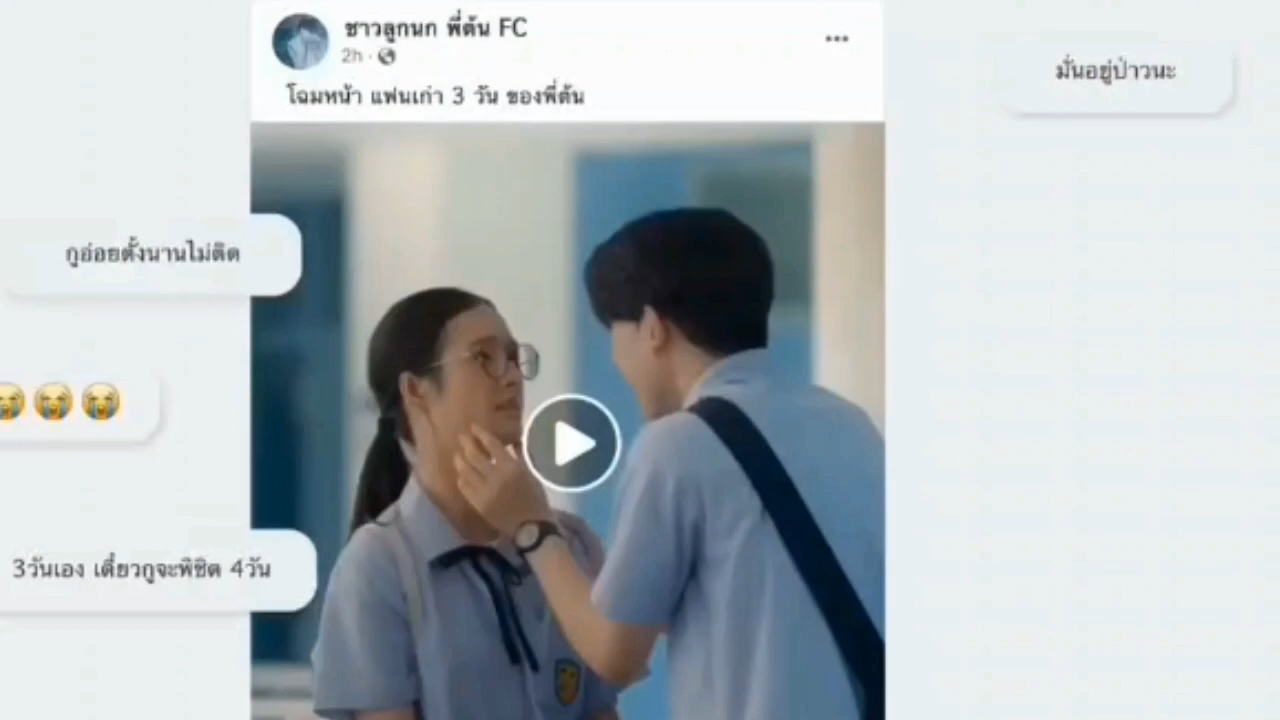 ชาวลูกนก พี่ต้น FC
2h
โฉมหน้า แฟนเก่า 3 วัน ของพี่ต้น
มั่นอยู่ป่าวนะ
กูอ่อยตั้งนานไม่ติด
😭😭😭
3วันเอง เดี๋ยวกูจะพิชิต 4วัน